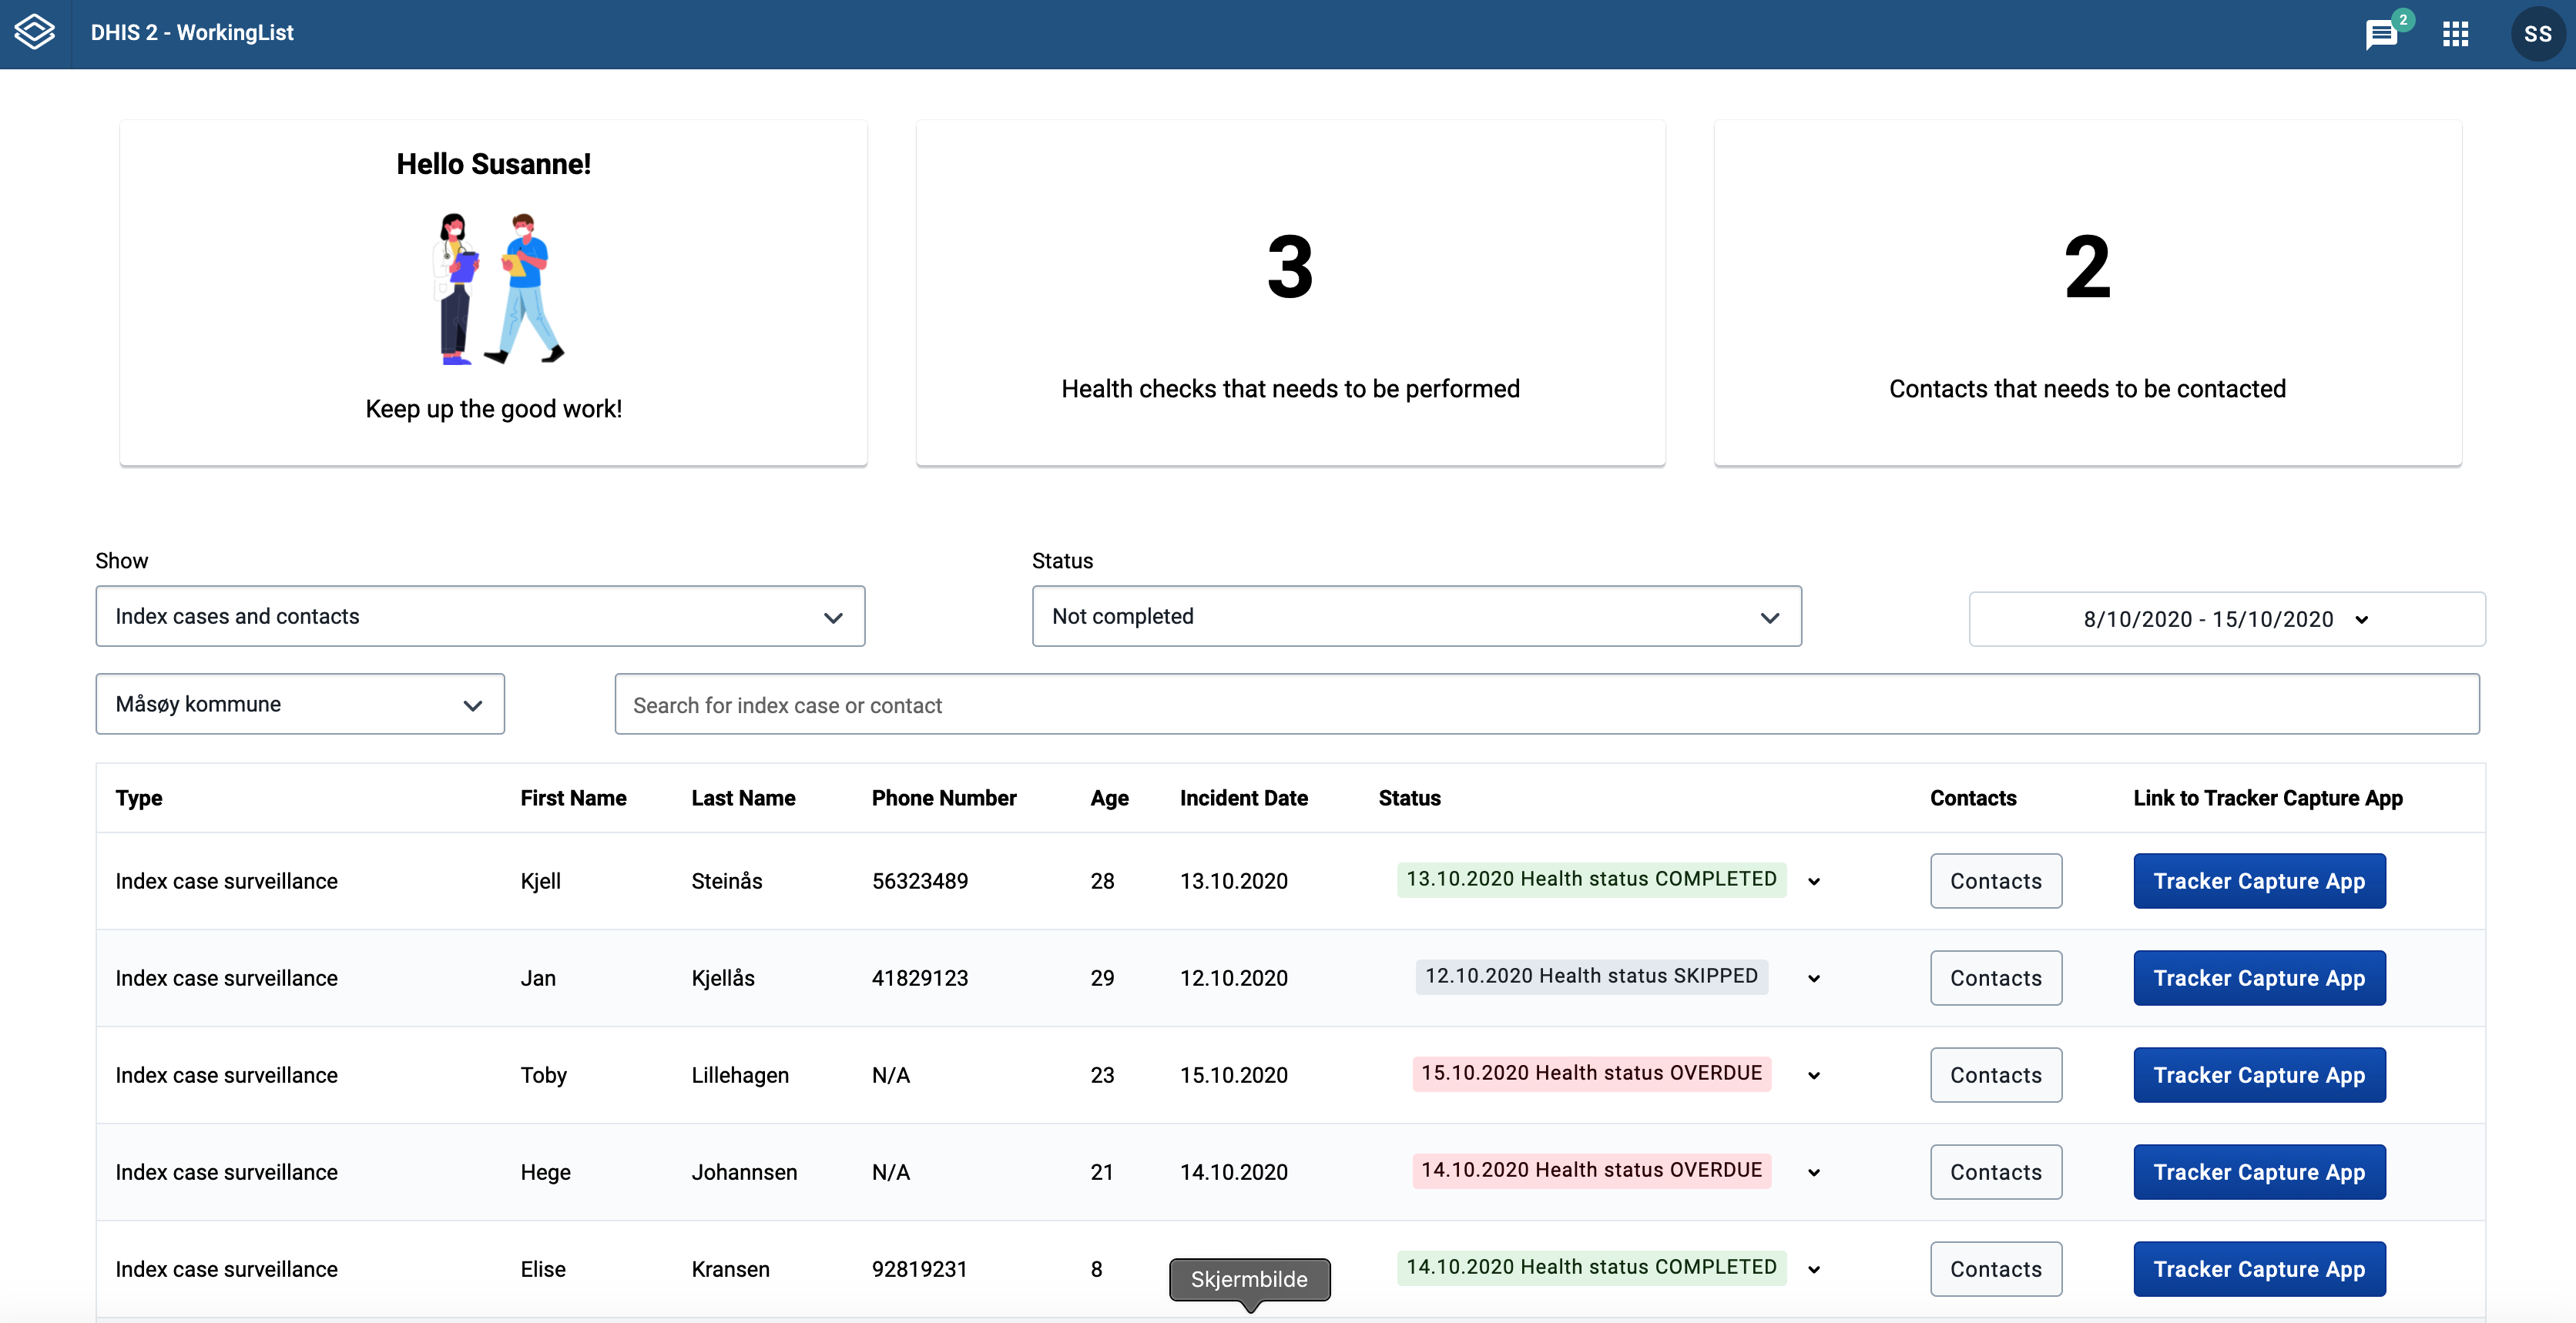 DHIS 2 - WorkingList
2
SS
Hello Susanne!
Keep up the good work!
3
Health checks that needs to be performed
2
Contacts that needs to be contacted
Show
Index cases and contacts
Status
Not completed
8/10/2020 - 15/10/2020
Måsøy kommune
Search for index case or contact
Type First Name Last Name Phone Number Age Incident Date Status Contacts Link to Tracker Capture App
Index case surveillance Kjell Steinås 56323489 28 13.10.2020 13.10.2020 Health status COMPLETED Contacts Tracker Capture App
Index case surveillance Jan Kjellås 41829123 29 12.10.2020 12.10.2020 Health status SKIPPED Contacts Tracker Capture App
Index case surveillance Toby Lillehagen N/A 23 15.10.2020 15.10.2020 Health status OVERDUE Contacts Tracker Capture App
Index case surveillance Hege Johannsen N/A 21 14.10.2020 14.10.2020 Health status OVERDUE Contacts Tracker Capture App
Index case surveillance Elise Kransen 92819231 8 Skjermbilde 14.10.2020 Health status COMPLETED Contacts Tracker Capture App